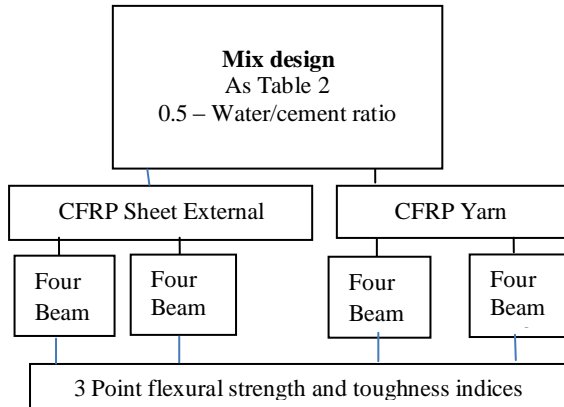 Mix design
As Table 2
0.5 – Water/cement ratio
CFRP Sheet External
CFRP Yarn
Four
Beam
Four
Beam
Four
Beam
Four
Beam
3 Point flexural strength and toughness indices